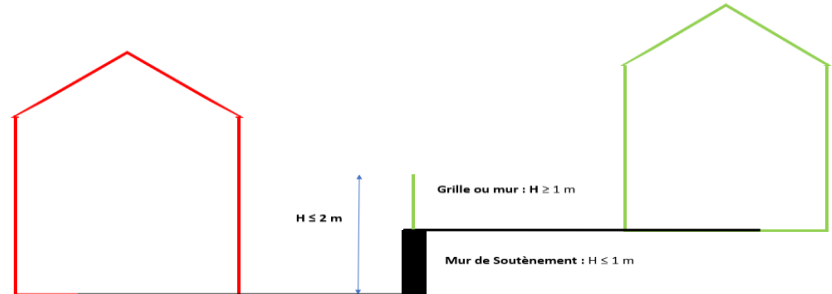 Grille ou mur : H ≥ 1 m
H ≤ 2 m
Mur de Soutènement : H ≤ 1 m